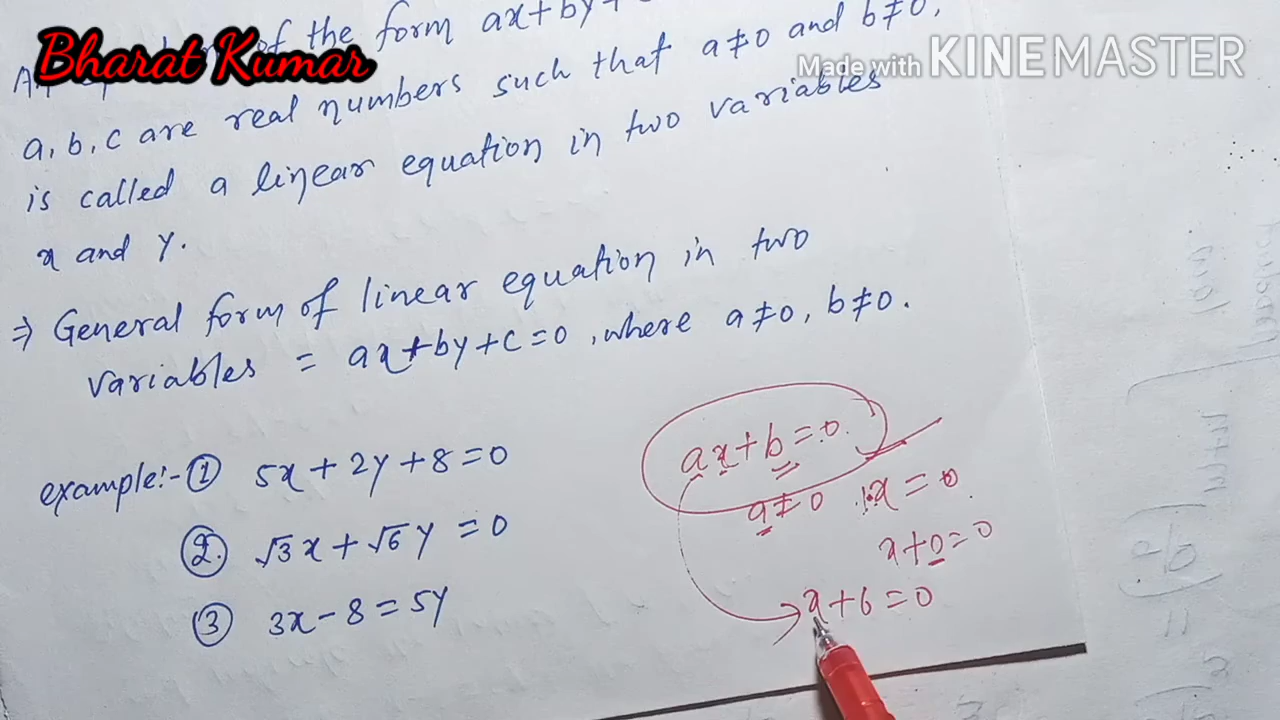 Bharat Kumar
Made with KINEMASTER
of the form ax+by+
a, b, c are real numbers such that a≠0 and b≠0,
is called a linear equation in two variables
x and y.
⇒ General form of linear equation in two
variables = ax+by+c=0, where a≠0, b≠0.
example:- ① 5x+2y+8=0
② √3x+√6y=0
③ 3x-8=5y
ax+b=0
a≠0 1x=0
x+0=0
x+6=0